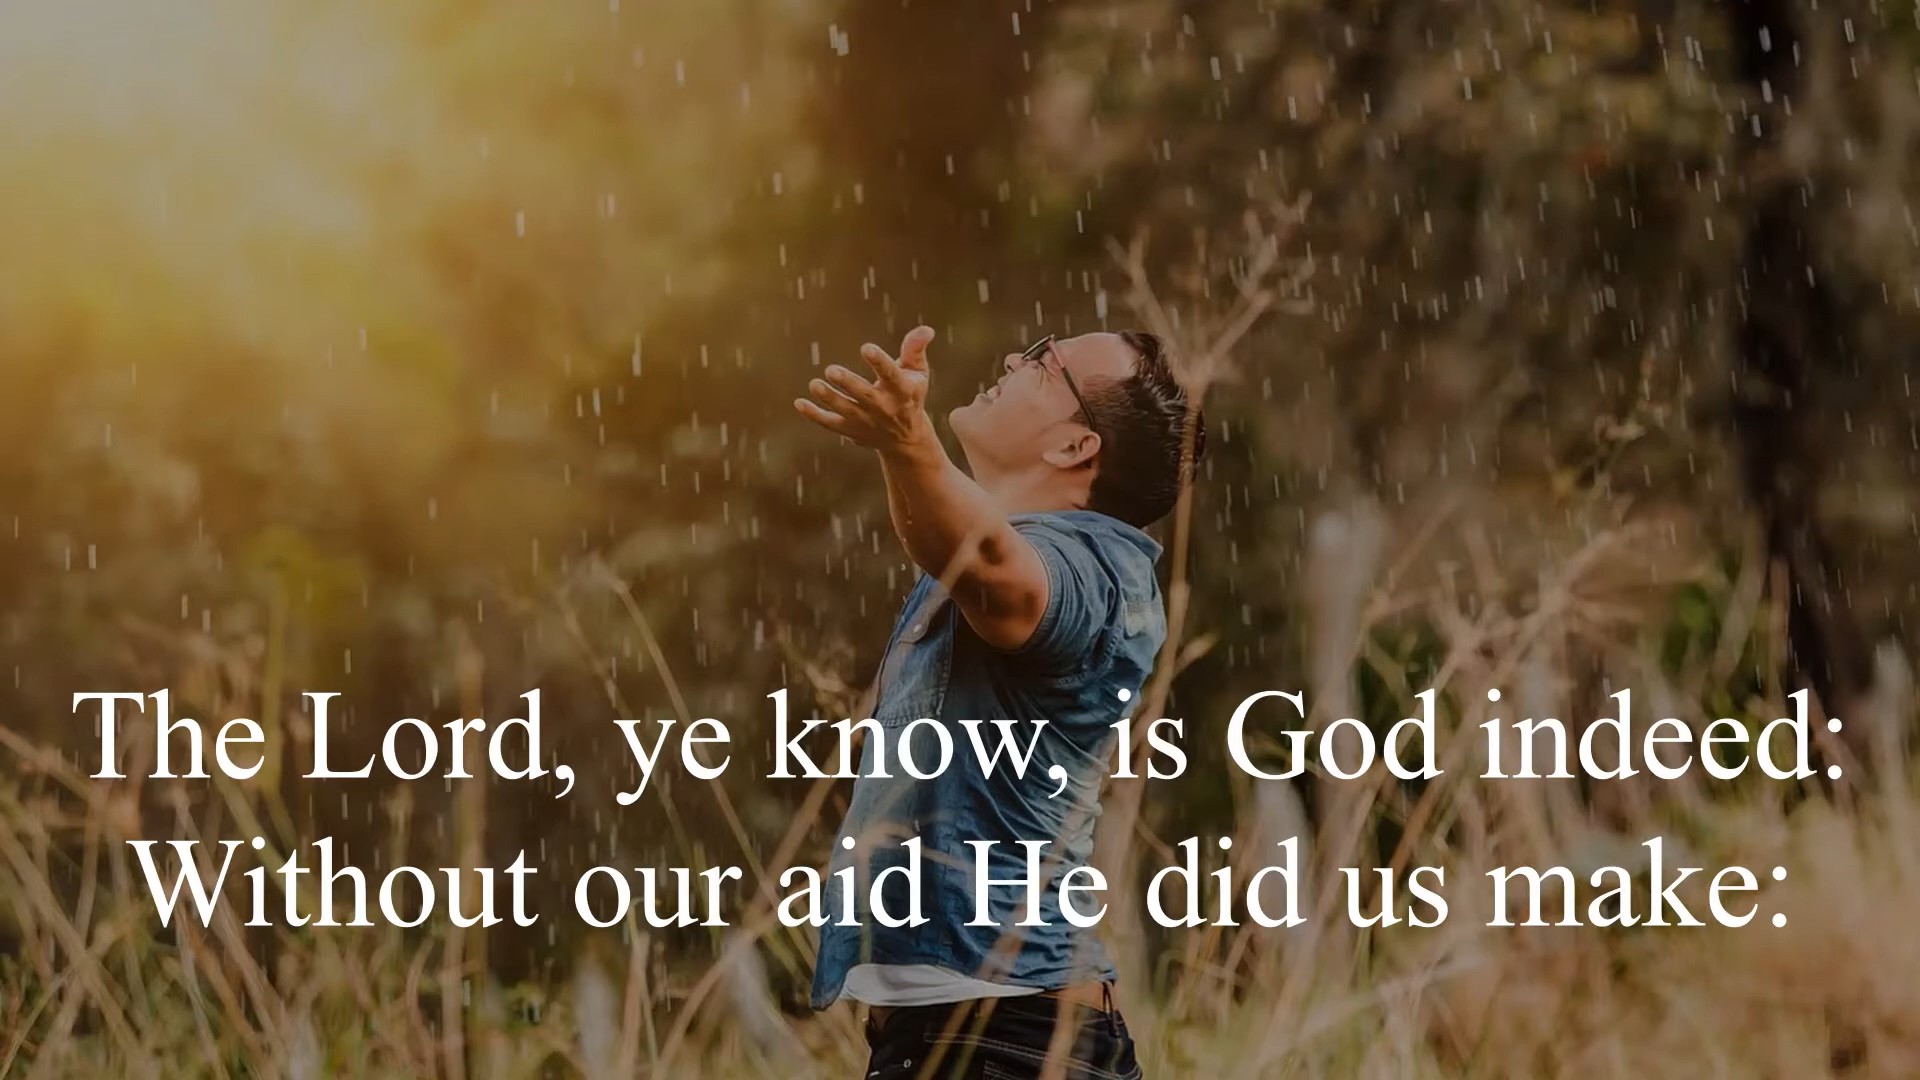 The Lord, ye know, is God indeed:
Without our aid He did us make: